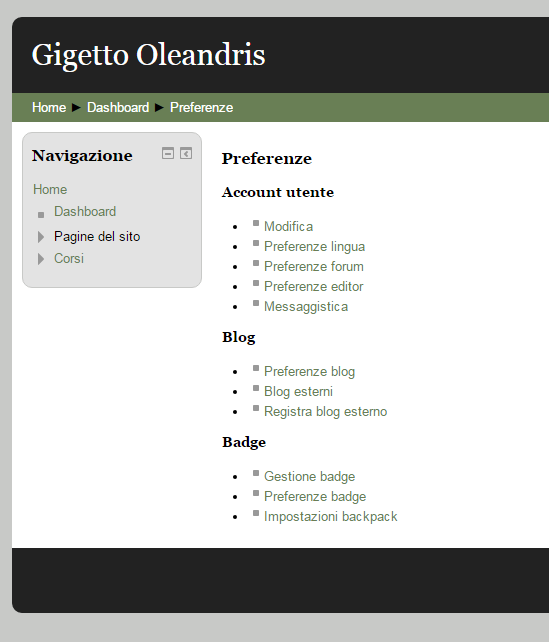 Gigetto Oleandris
Home ► Dashboard ► Preferenze
Navigazione
Home
Dashboard
Pagine del sito
Corsi
Preferenze
Account utente
Modifica
Preferenze lingua
Preferenze forum
Preferenze editor
Messaggistica
Blog
Preferenze blog
Blog esterni
Registra blog esterno
Badge
Gestione badge
Preferenze badge
Impostazioni backpack